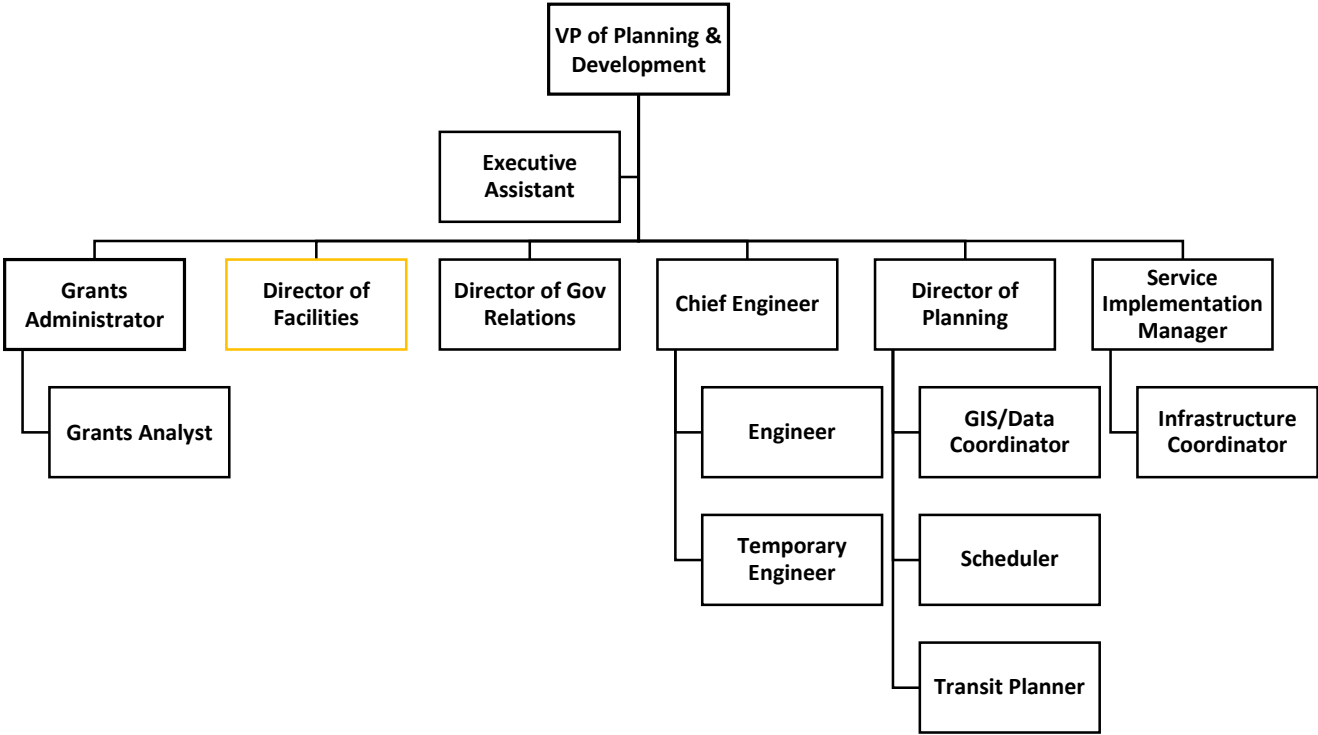 VP of Planning &
Development
Executive
Assistant
Grants
Administrator
Director of
Facilities
Director of Gov
Relations
Chief Engineer
Director of
Planning
Service
Implementation
Manager
Grants Analyst
Engineer
GIS/Data
Coordinator
Infrastructure
Coordinator
Temporary
Engineer
Scheduler
Transit Planner